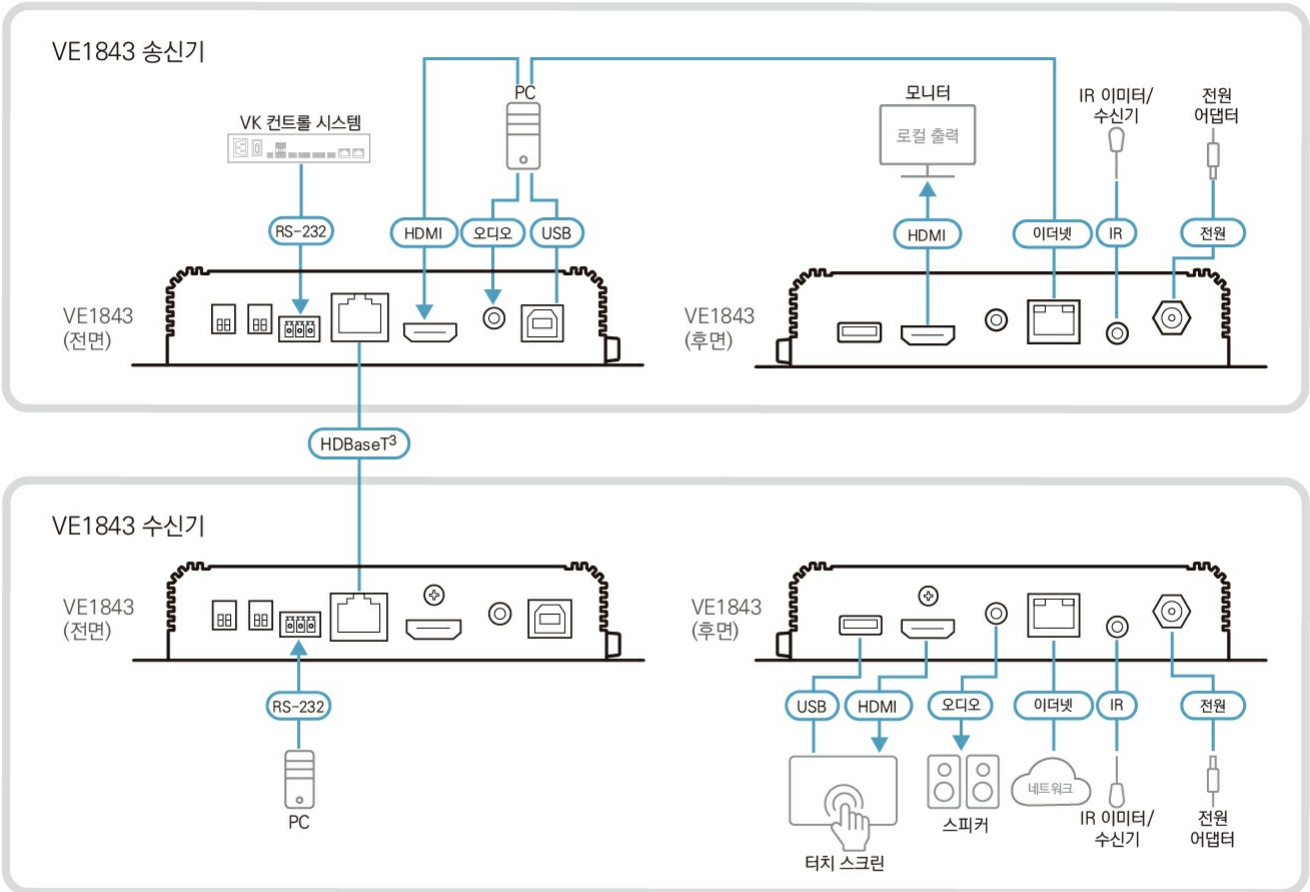 VE1843 송신기
PC
모니터
IR 이미터/
수신기
전원
어댑터
VK 컨트롤 시스템
로컬 출력
RS-232
HDMI
오디오
USB
HDMI
이더넷
IR
전원
VE1843
(전면)
VE1843
(후면)
HDBaseT3
VE1843 수신기
VE1843
(전면)
VE1843
(후면)
RS-232
USB
HDMI
오디오
이더넷
IR
전원
네트워크
PC
스피커
IR 이미터/
수신기
전원
어댑터
터치 스크린